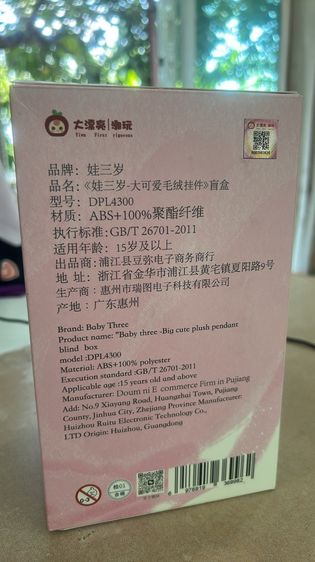 大漂亮|潮玩
品牌：娃三岁
品名：《娃三岁-大可爱毛绒挂件》盲盒
型号：DPL4300
材质：ABS+100%聚酯纤维
执行标准:GB/T 26701-2011
适用年龄：15岁及以上
出品商：浦江县豆弥电子商务商行
地 址：浙江省金华市浦江县黄宅镇夏阳路9号
生产商：惠州市瑞图电子科技有限公司
产 地：广东惠州
Brand: Baby Three
Product name: "Baby three -Big cute plush pendant
blind box
model :DPL4300
Material: ABS+100% polyester
Execution standard :GB/T 26701-2011
Applicable age :15 years old and above
Manufacturer: Doum ni E commerce Firm in Pujiang
Add: No.9 Xiayang Road, Huangzhai Town, Pujiang
County, Jinhua City, Zhejiang Province Manufacturer:
Huizhou Ruitu Electronic Technology Co.,
LTD Origin: Huizhou, Guangdong
0-3